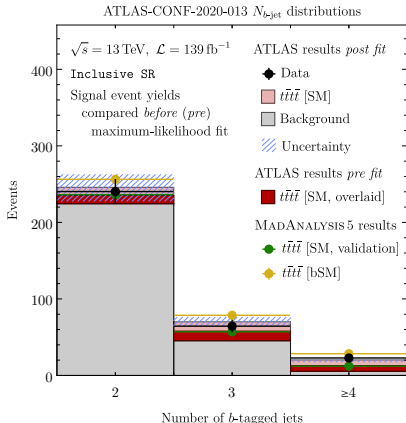 ATLAS-CONF-2020-013 N_{b-jet} distributions
√s = 13 TeV, ℒ = 139 fb⁻¹
Inclusive SR
Signal event yields
compared before (pre)
maximum-likelihood fit
ATLAS results post fit
Data
tt̄tt̄ [SM]
Background
Uncertainty
ATLAS results pre fit
tt̄tt̄ [SM, overlaid]
MADANALYSIS 5 results
tt̄tt̄ [SM, validation]
tt̄tt̄ [bSM]
Events
400
300
200
100
0
2 3 ≥4
Number of b-tagged jets